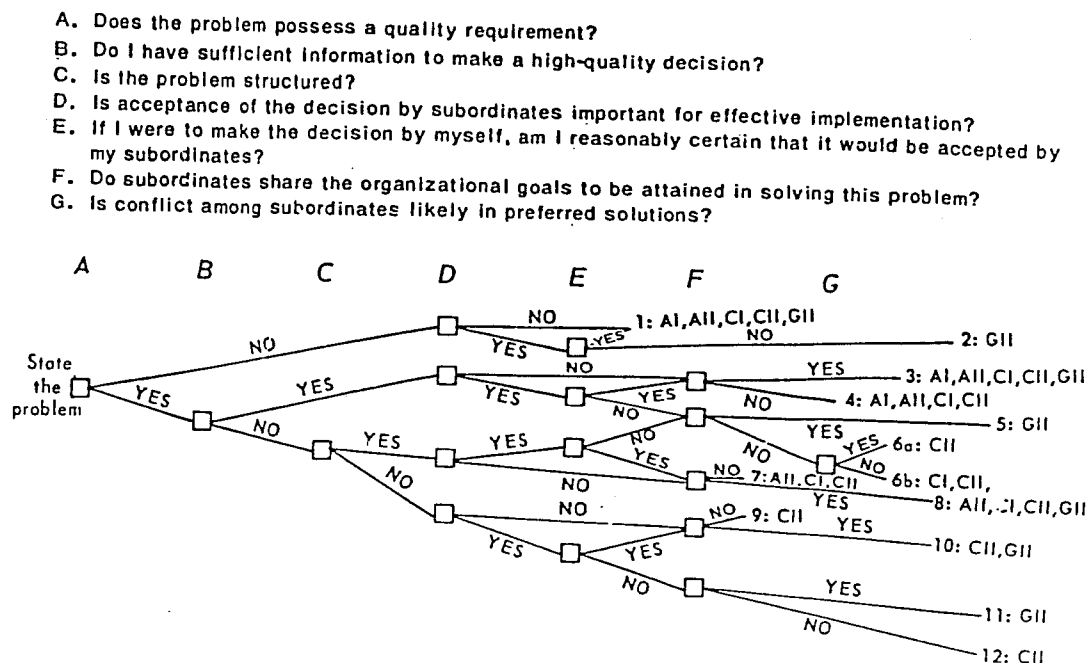 A. Does the problem possess a quality requirement?
B. Do I have sufficient information to make a high-quality decision?
C. Is the problem structured?
D. Is acceptance of the decision by subordinates important for effective implementation?
E. If I were to make the decision by myself, am I reasonably certain that it would be accepted by
my subordinates?
F. Do subordinates share the organizational goals to be attained in solving this problem?
G. Is conflict among subordinates likely in preferred solutions?
A B C D E F G
NO 1: AI,AII,CI,CII,GII
YES YES NO 2: GII
NO
State
the
problem
NO YES 3: AI,AII,CI,CII,GII
YES YES YES NO 4: AI,AII,CI,CII
YES NO YES 5: GII
NO YES YES NO NO YES 6a: CII
YES NO 6b: CI,CII,
NO NO 7: AII,CI,CII
YES 8: AII,CI,CII,GII
NO NO NO 9: CII
YES YES YES 10: CII,GII
NO YES 11: GII
NO 12: CII